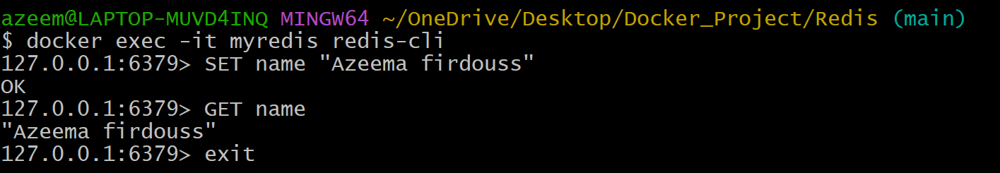 azeem@LAPTOP-MUVD4INQ MINGW64 ~/OneDrive/Desktop/Docker_Project/Redis (main)
$ docker exec -it myredis redis-cli
127.0.0.1:6379> SET name "Azeema firdouss"
OK
127.0.0.1:6379> GET name
"Azeema firdouss"
127.0.0.1:6379> exit